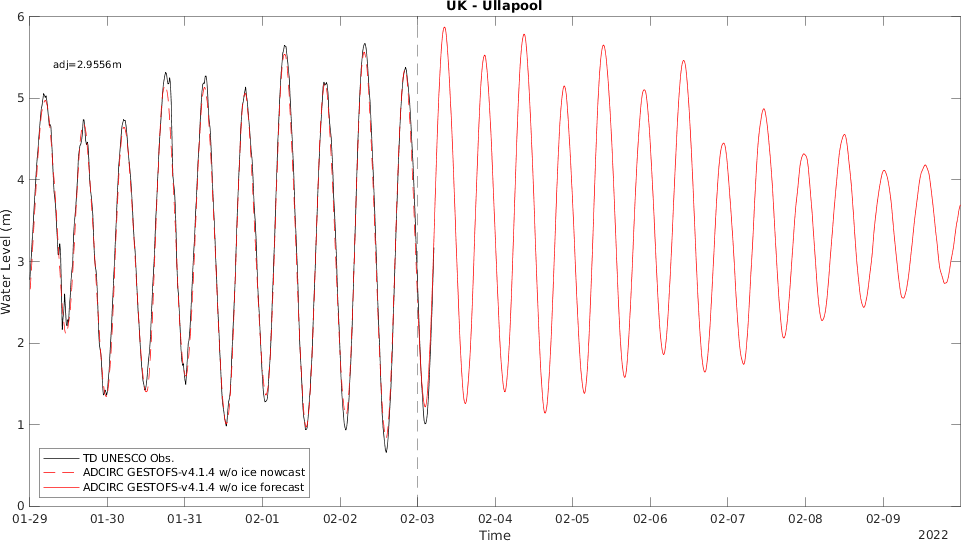 UK - Ullapool
6
adj=2.9556m
5
4
3
2
1
0
Water Level (m)
TD UNESCO Obs.
ADCIRC GESTOFS-v4.1.4 w/o ice nowcast
ADCIRC GESTOFS-v4.1.4 w/o ice forecast
01-29 01-30 01-31 02-01 02-02 02-03 02-04 02-05 02-06 02-07 02-08 02-09
Time
2022